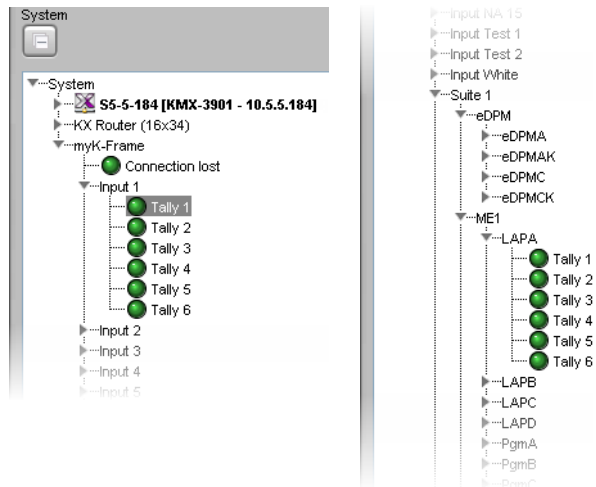 System
System
S5-5-184 [KMX-3901 - 10.5.5.184]
KX Router (16x34)
myK-Frame
Connection lost
Input 1
Tally 1
Tally 2
Tally 3
Tally 4
Tally 5
Tally 6
Input 2
Input 3
Input 4
Input 5
Input NA 15
Input Test 1
Input Test 2
Input White
Suite 1
eDPM
eDPMA
eDPMAK
eDPMC
eDPMCK
ME1
LAPA
Tally 1
Tally 2
Tally 3
Tally 4
Tally 5
Tally 6
LAPB
LAPC
LAPD
PgmA
PgmB
PgmC